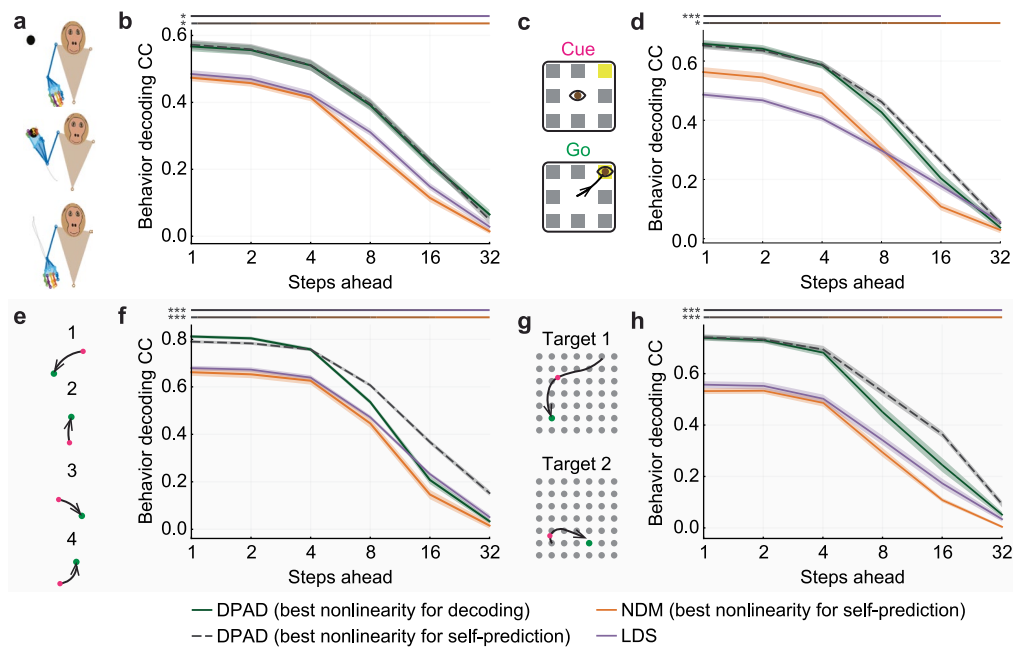 a
b
*
*
Behavior decoding CC
0.6
0.4
0.2
0.0
1 2 4 8 16 32
Steps ahead
c
Cue
Go
d
***
*
Behavior decoding CC
0.6
0.4
0.2
0.0
1 2 4 8 16 32
Steps ahead
e
1
2
3
4
f
***
***
Behavior decoding CC
0.8
0.6
0.4
0.2
0.0
1 2 4 8 16 32
Steps ahead
g
Target 1
Target 2
h
***
***
Behavior decoding CC
0.6
0.4
0.2
0.0
1 2 4 8 16 32
Steps ahead
DPAD (best nonlinearity for decoding)
DPAD (best nonlinearity for self-prediction)
NDM (best nonlinearity for self-prediction)
LDS